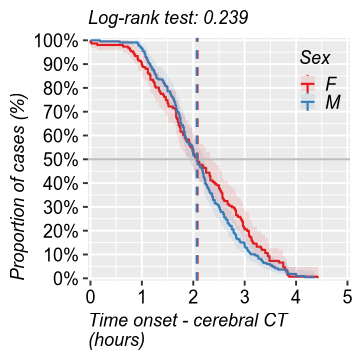 Log-rank test: 0.239
Proportion of cases (%)
100%
90%
80%
70%
60%
50%
40%
30%
20%
10%
0%
Sex
F
M
0 1 2 3 4 5
Time onset - cerebral CT
(hours)